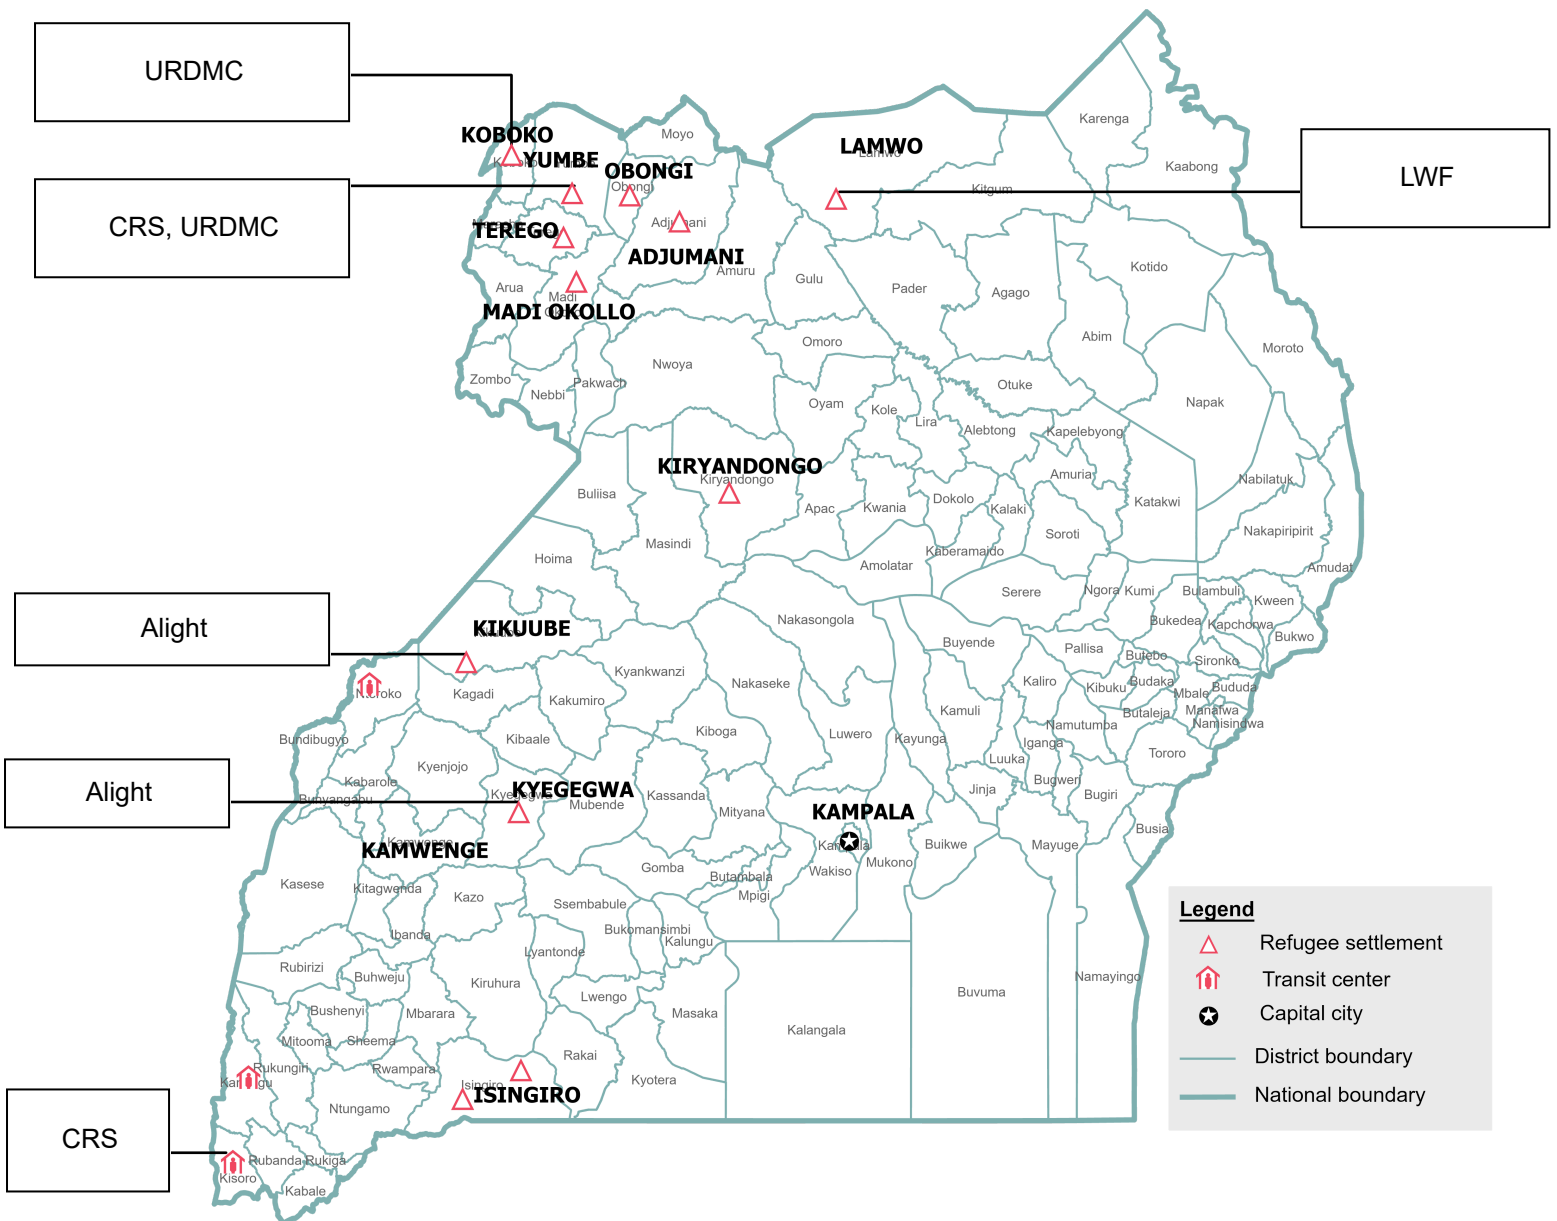 URDMC
CRS, URDMC
LWF
Alight
Alight
CRS
KOBOKO
YUMBE
OBONGI
LAMWO
TEREGO
ADJUMANI
MADI OKOLLO
KIRYANDONGO
KIKUUBE
KYEGEGWA
KAMWENGE
KAMPALA
ISINGIRO
Moyo
Karenga
Kaabong
Lamwo
Kitgum
Obongi
Adjumani
Amuru
Gulu
Pader
Agago
Kotido
Arua
Madi
Abim
Moroto
Omoro
Nwoya
Zombo
Nebbi
Pakwach
Otuke
Napak
Oyam
Kole
Lira
Alebtong
Kapelebyong
Kiryandongo
Amuria
Nabilatuk
Buliisa
Apac
Kwania
Dokolo
Kalaki
Katakwi
Masindi
Soroti
Nakapiripirit
Hoima
Amolatar
Kaberamaido
Amudat
Serere
Ngora
Kumi
Bulambuli
Kween
Nakasongola
Bukedea
Kapchorwa
Bukwo
Buyende
Pallisa
Butebo
Sironko
Kyankwanzi
Nakaseke
Kaliro
Kibuku
Budaka
Mbale
Bududa
Kagadi
Kakumiro
Kamuli
Butaleja
Manafwa
Namisindwa
Namutumba
Bundibugyo
Kibaale
Kiboga
Luwero
Kayunga
Iganga
Luuka
Tororo
Kyenjojo
Kabarole
Bunyangabu
Kyegegwa
Mubende
Kassanda
Mityana
Jinja
Bugweri
Bugiri
Busia
Kamwenge
Wakiso
Mukono
Buikwe
Mayuge
Kasese
Kitagwenda
Kazo
Gomba
Butambala
Mpigi
Ssembabule
Ibanda
Bukomansimbi
Kalungu
Lyantonde
Rubirizi
Buhweju
Kiruhura
Lwengo
Masaka
Kalangala
Buvuma
Namayingo
Bushenyi
Mbarara
Mitooma
Sheema
Rukungiri
Rwampara
Isingiro
Rakai
Kyotera
Ntungamo
Rubanda
Rukiga
Kisoro
Kabale
Legend
Refugee settlement
Transit center
Capital city
District boundary
National boundary